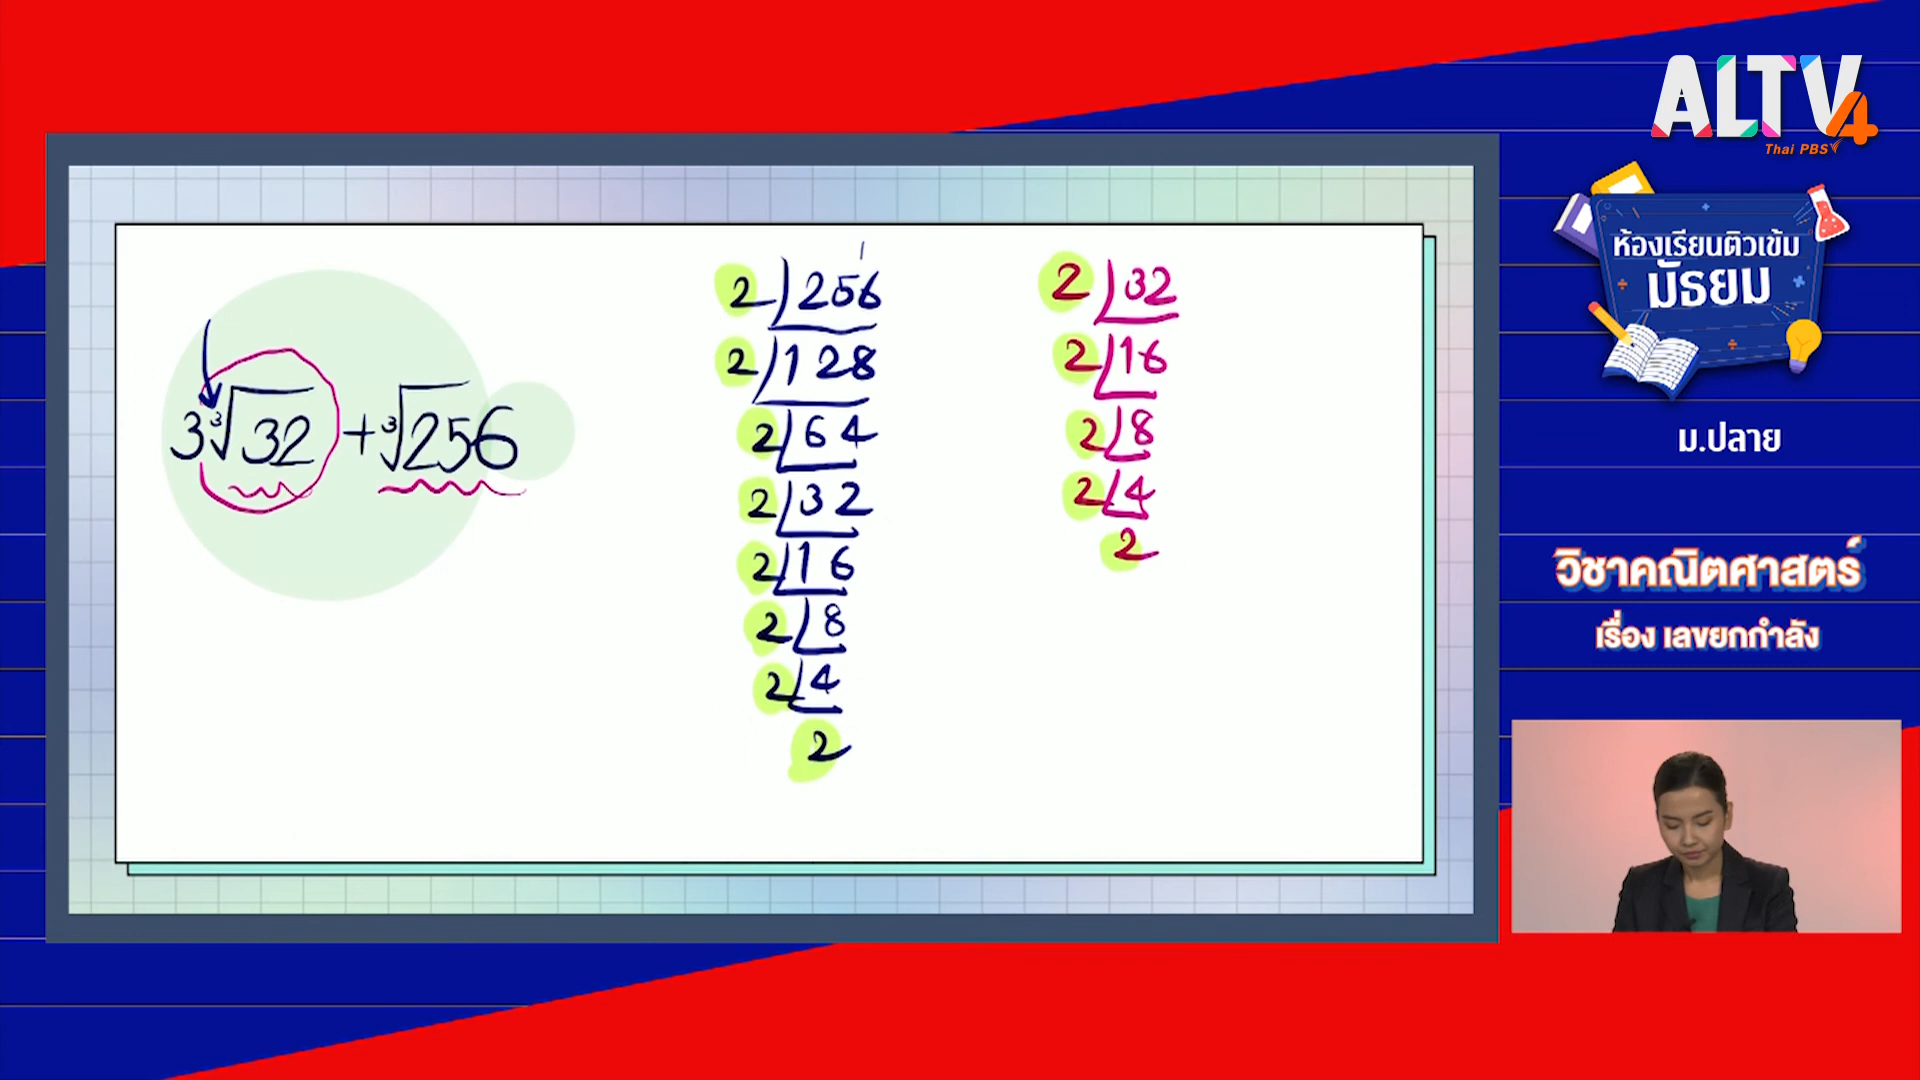 ALTV4
Thai PBS
ห้องเรียนติวเข้ม
มัธยม
ม.ปลาย
วิชาคณิตศาสตร์
เรื่อง เลขยกกำลัง
3∛32 + ∛256
2 256
2 128
2 64
2 32
2 16
2 8
2 4
2
2 32
2 16
2 8
2 4
2